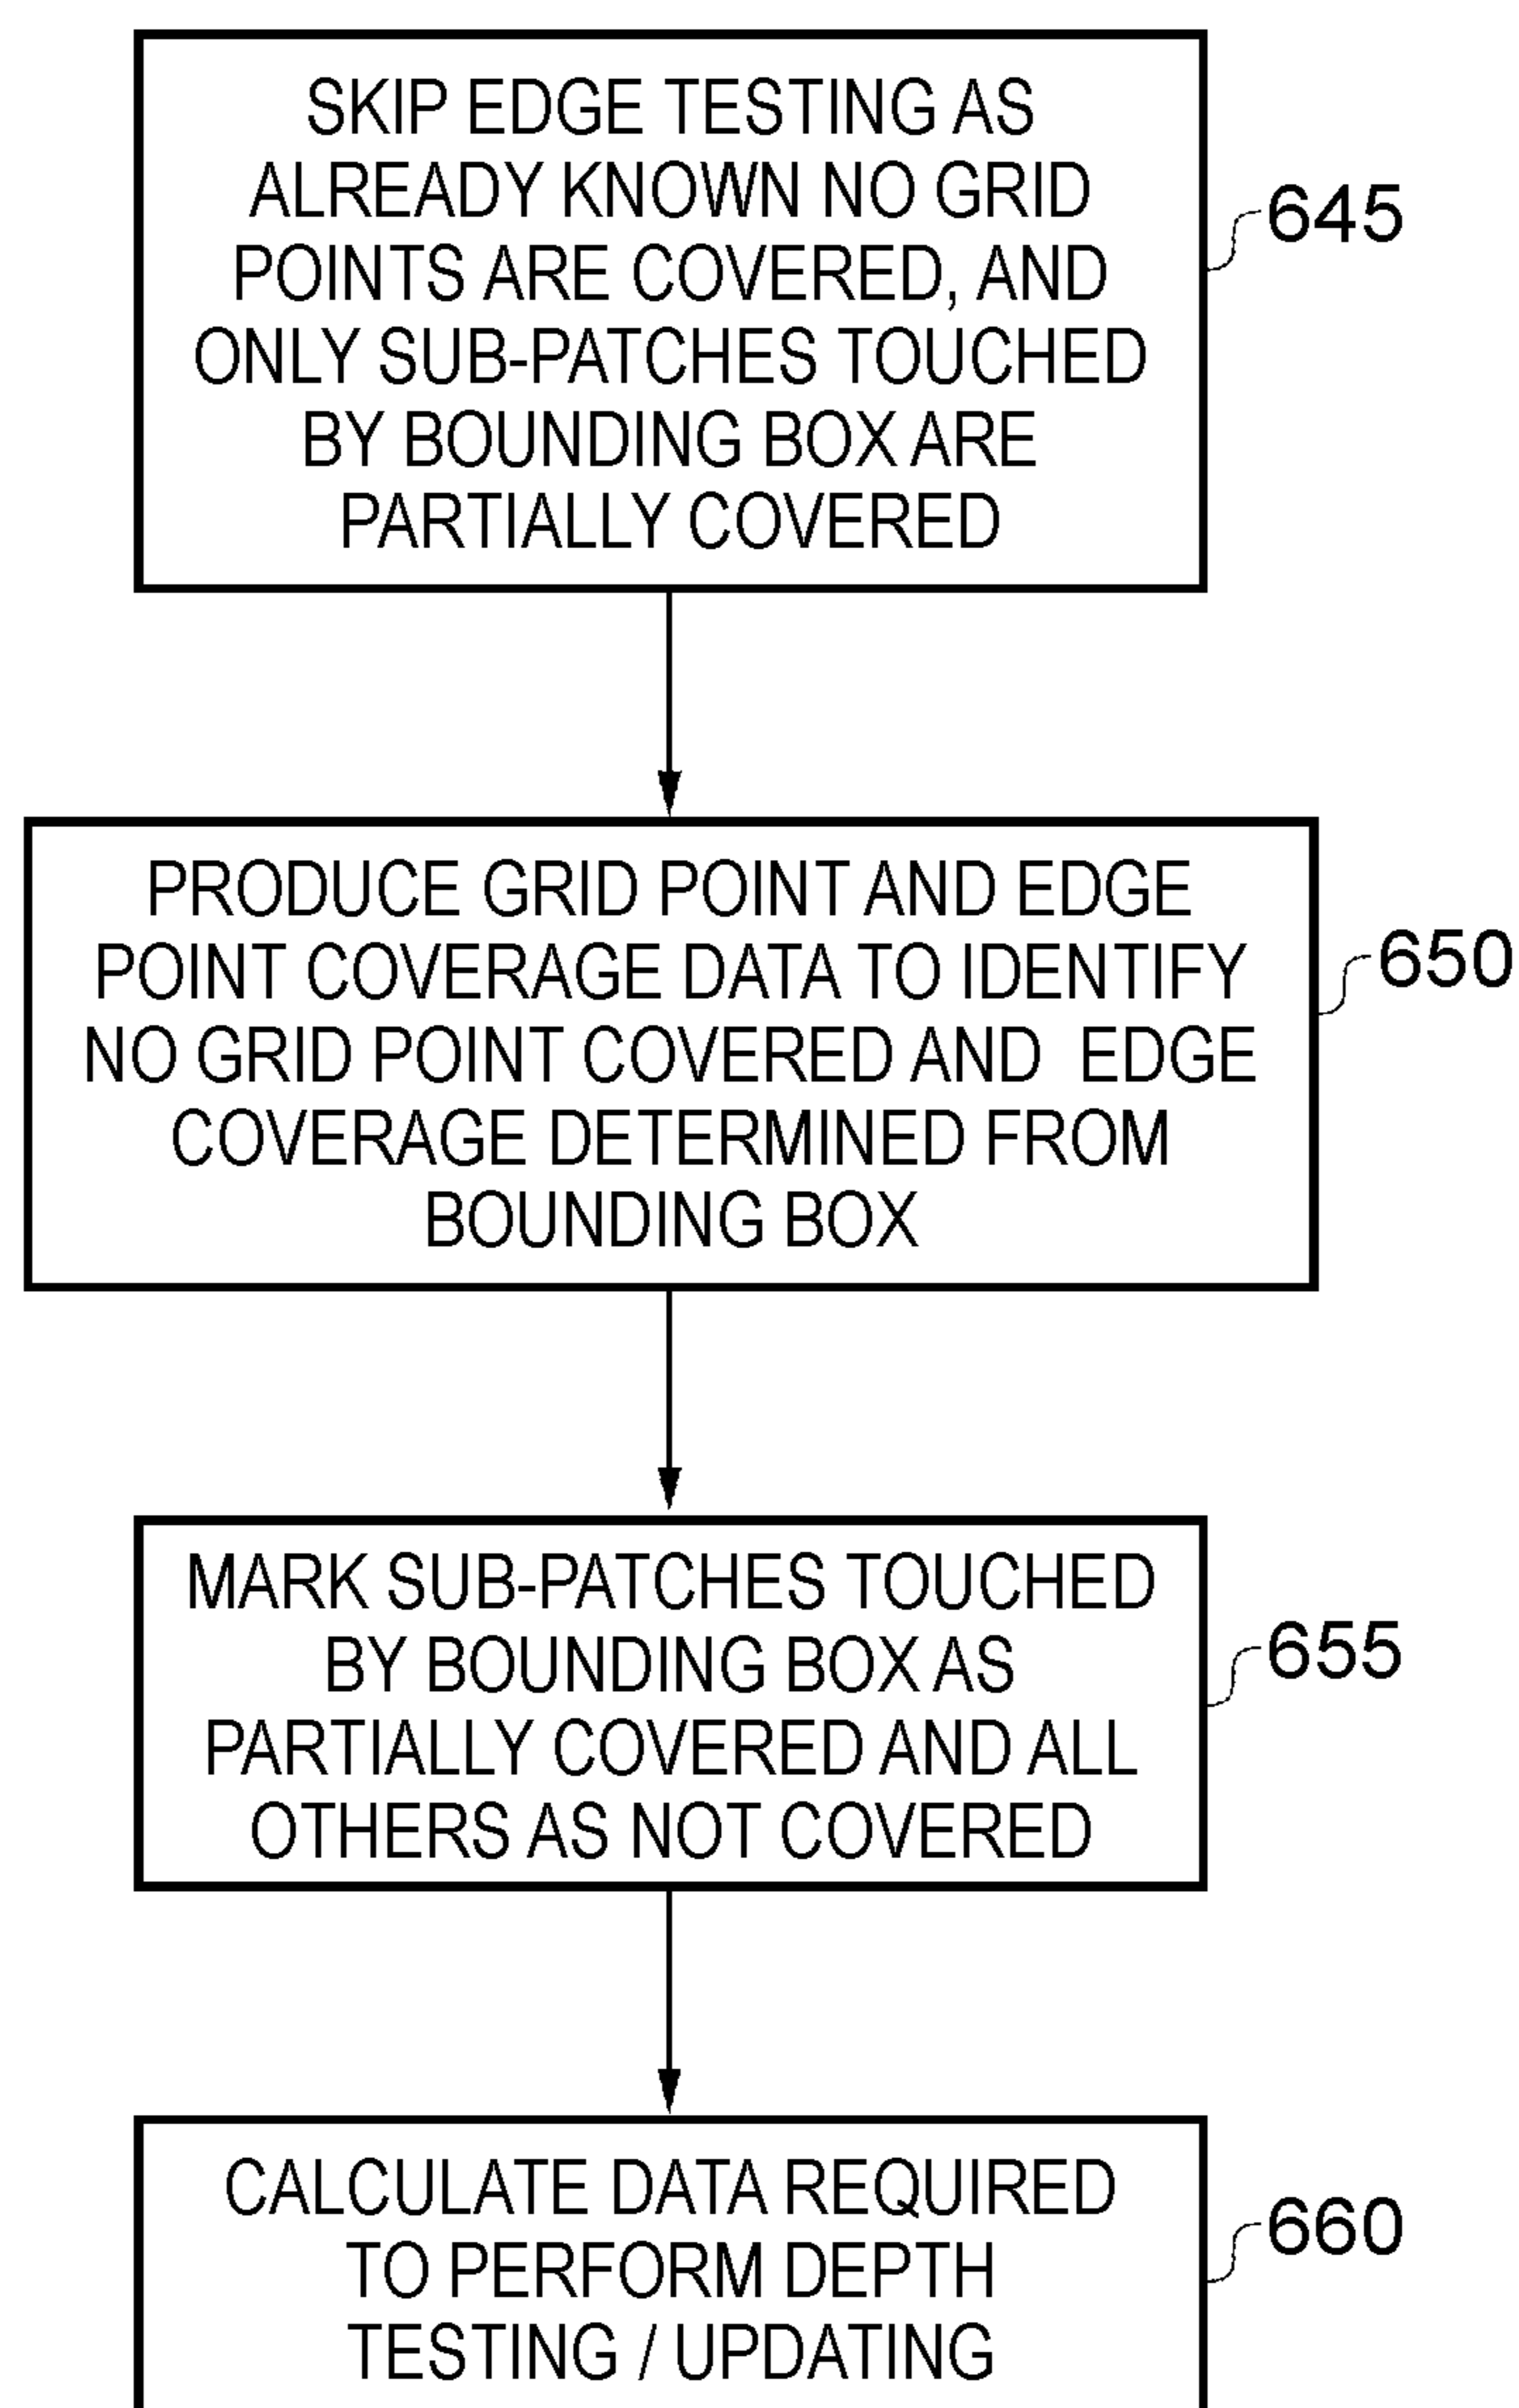 SKIP EDGE TESTING AS
ALREADY KNOWN NO GRID
POINTS ARE COVERED, AND
ONLY SUB-PATCHES TOUCHED
BY BOUNDING BOX ARE
PARTIALLY COVERED
645
PRODUCE GRID POINT AND EDGE
POINT COVERAGE DATA TO IDENTIFY
NO GRID POINT COVERED AND EDGE
COVERAGE DETERMINED FROM
BOUNDING BOX
650
MARK SUB-PATCHES TOUCHED
BY BOUNDING BOX AS
PARTIALLY COVERED AND ALL
OTHERS AS NOT COVERED
655
CALCULATE DATA REQUIRED
TO PERFORM DEPTH
TESTING / UPDATING
660